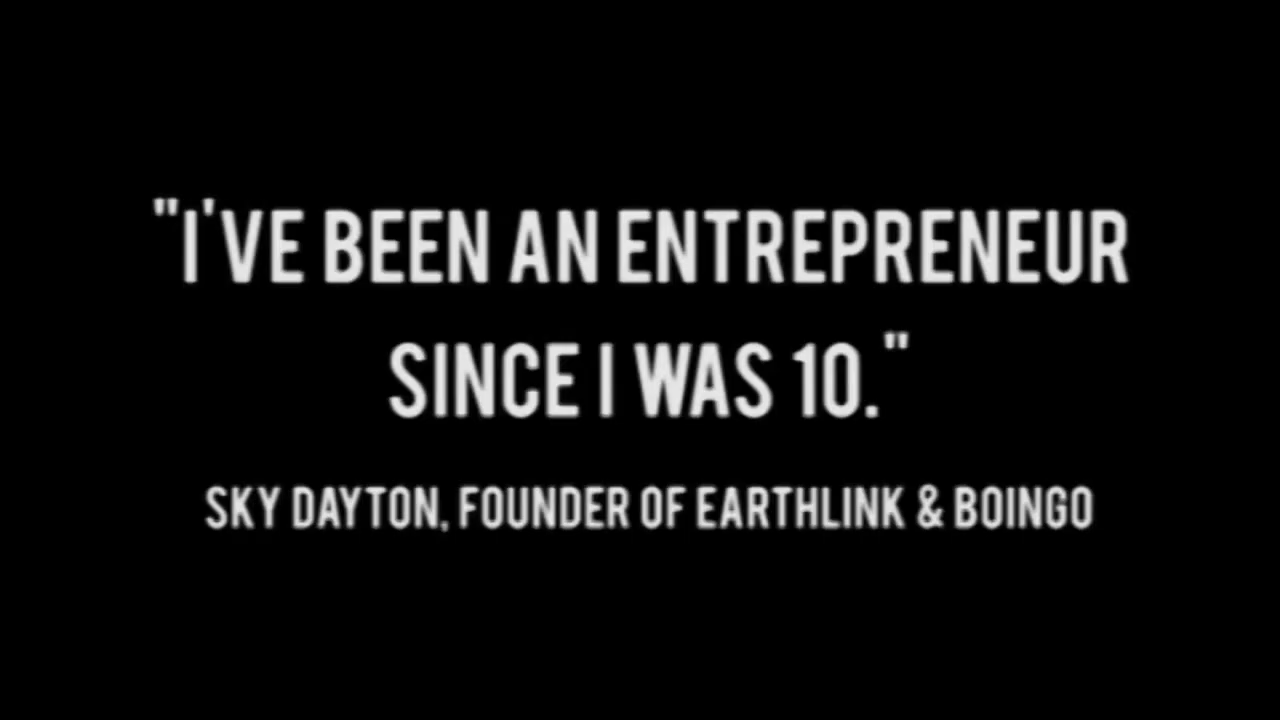 "I'VE BEEN AN ENTREPRENEUR
SINCE I WAS 10."
SKY DAYTON, FOUNDER OF EARTHLINK & BOINGO